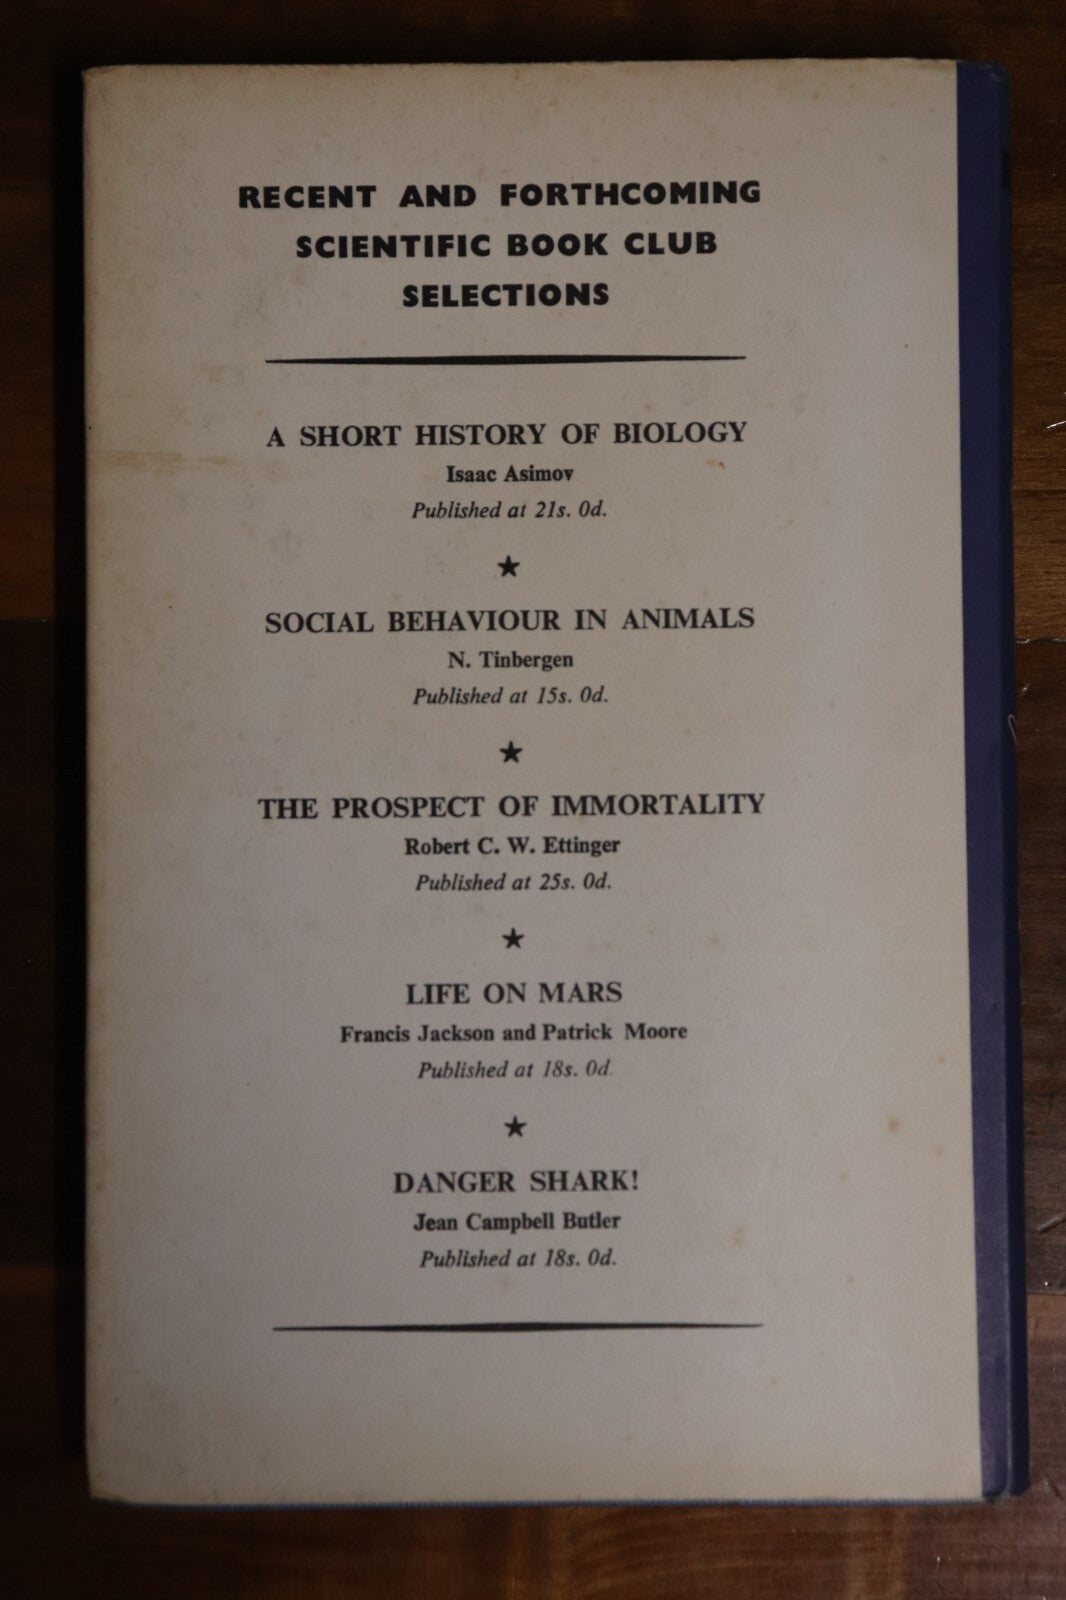 RECENT AND FORTHCOMING
SCIENTIFIC BOOK CLUB
SELECTIONS
A SHORT HISTORY OF BIOLOGY
Isaac Asimov
Published at 21s. 0d.
SOCIAL BEHAVIOUR IN ANIMALS
N. Tinbergen
Published at 15s. 0d.
THE PROSPECT OF IMMORTALITY
Robert C. W. Ettinger
Published at 25s. 0d.
LIFE ON MARS
Francis Jackson and Patrick Moore
Published at 18s. 0d.
DANGER SHARK!
Jean Campbell Butler
Published at 18s. 0d.